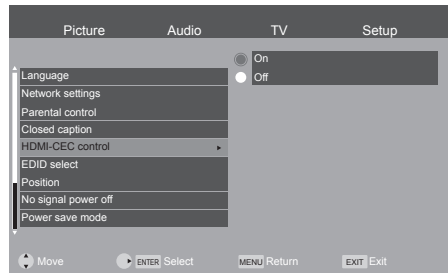 Picture Audio TV Setup
Language
Network settings
Parental control
Closed caption
HDMI-CEC control
EDID select
Position
No signal power off
Power save mode
On
Off
Move ENTER Select MENU Return EXIT Exit